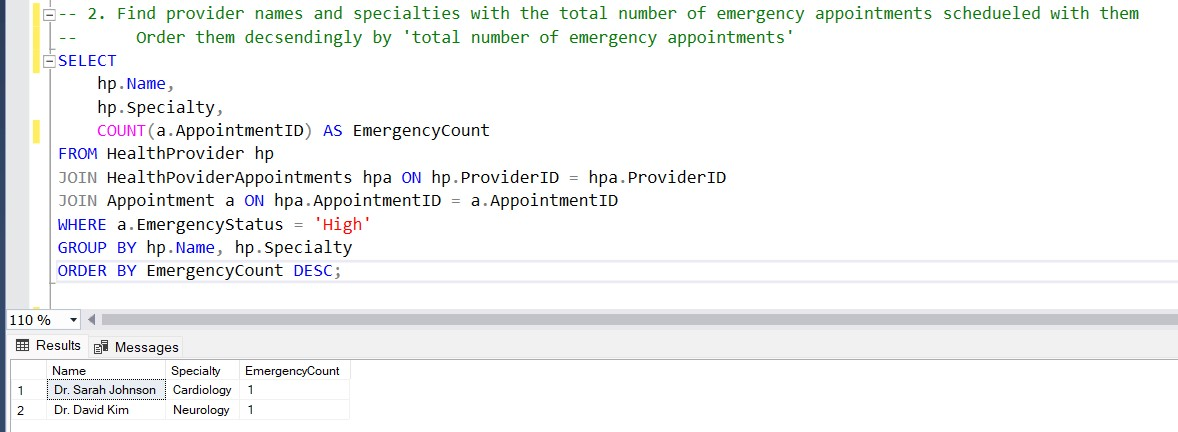 -- 2. Find provider names and specialties with the total number of emergency appointments schedueled with them
--      Order them decsendingly by 'total number of emergency appointments'
SELECT
    hp.Name,
    hp.Specialty,
    COUNT(a.AppointmentID) AS EmergencyCount
FROM HealthProvider hp
JOIN HealthPoviderAppointments hpa ON hp.ProviderID = hpa.ProviderID
JOIN Appointment a ON hpa.AppointmentID = a.AppointmentID
WHERE a.EmergencyStatus = 'High'
GROUP BY hp.Name, hp.Specialty
ORDER BY EmergencyCount DESC;
110 %
Results Messages
Name Specialty EmergencyCount
1 Dr. Sarah Johnson Cardiology 1
2 Dr. David Kim Neurology 1